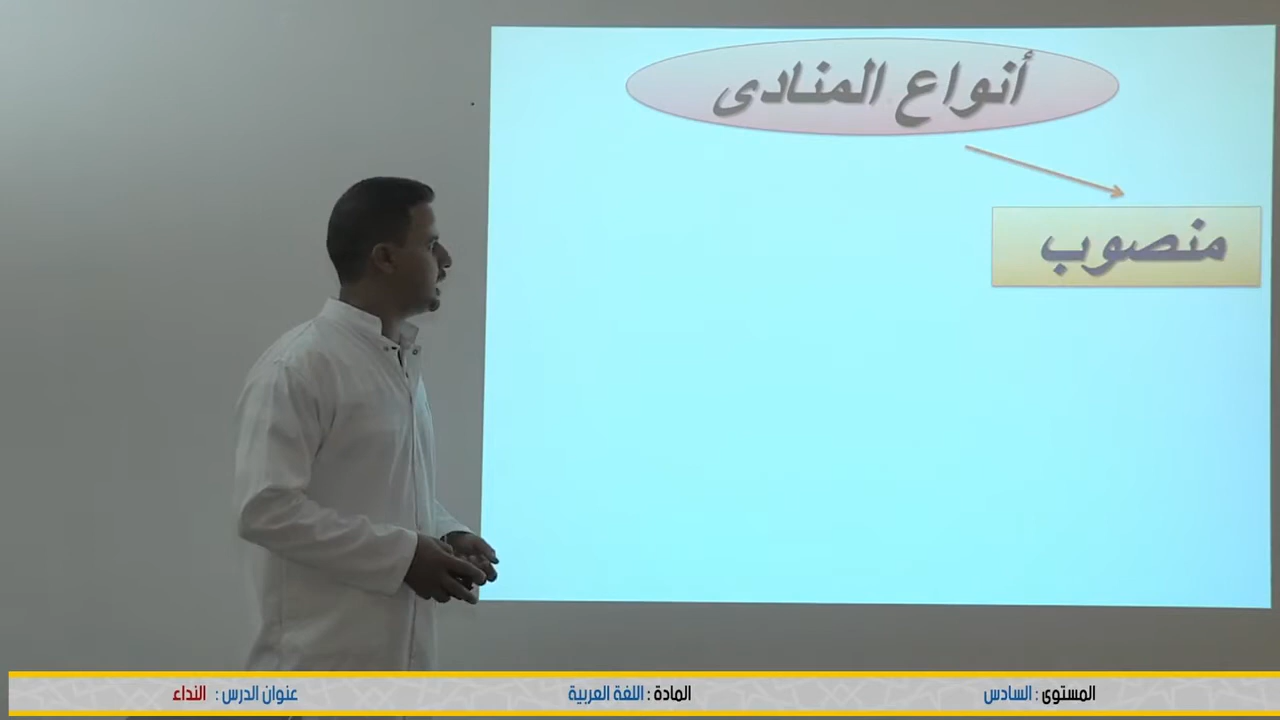 أنواع المنادى
منصوب
المستوى : السادس
المادة : اللغة العربية
عنوان الدرس : النداء